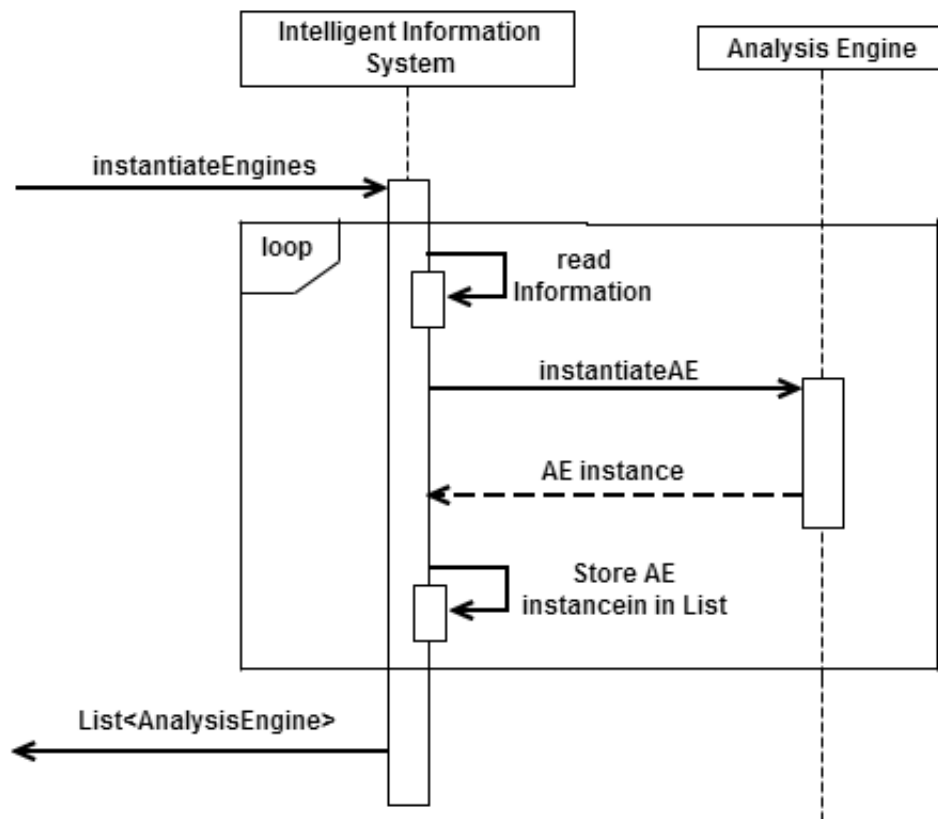 Intelligent Information
System
Analysis Engine
instantiateEngines
loop
read
Information
instantiateAE
AE instance
Store AE
instancein in List
List<AnalysisEngine>